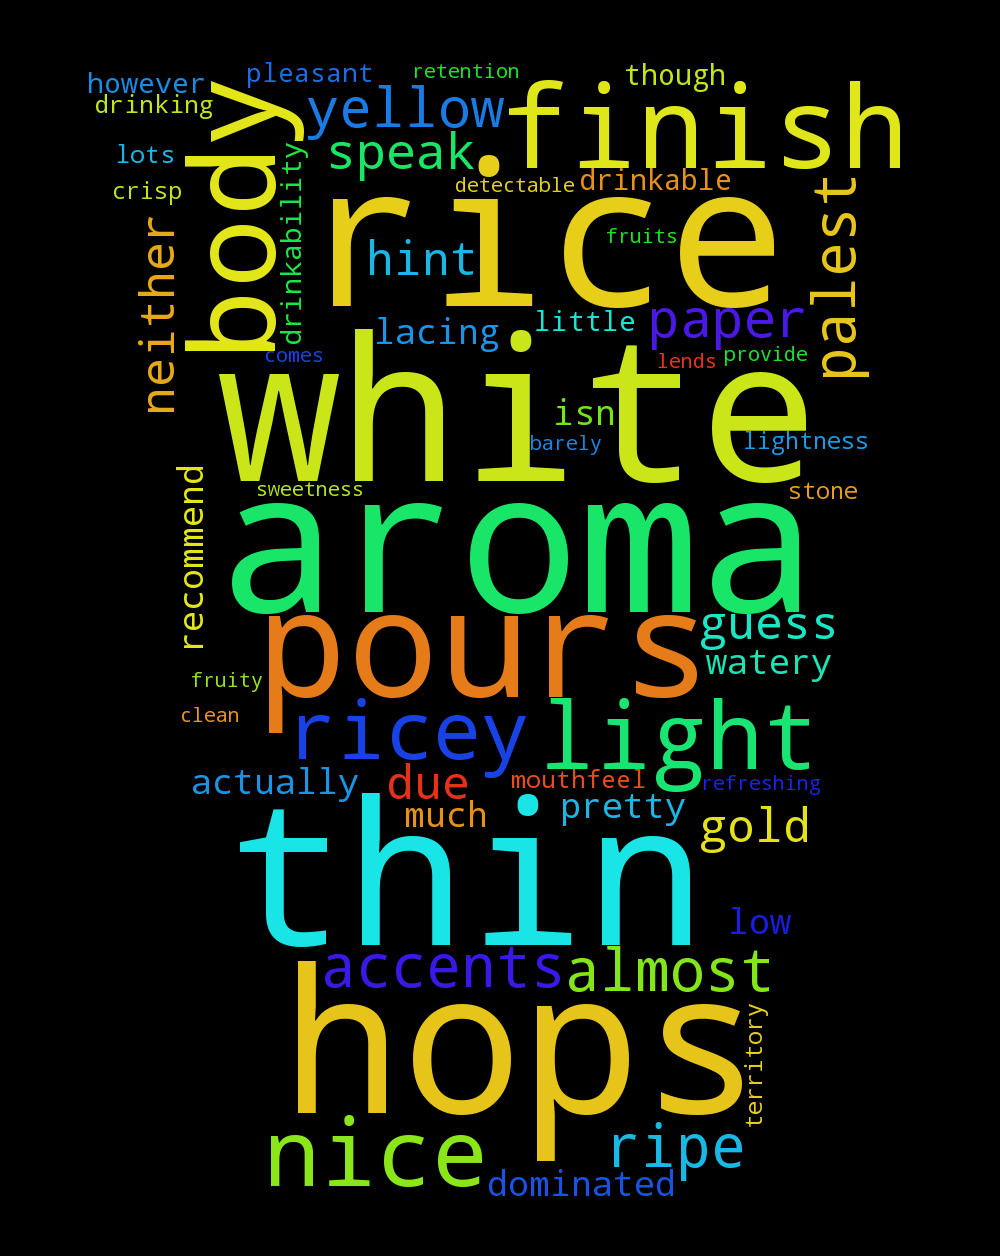 however
pleasant
retention
though
drinking
yellow
finish
body
speak
lots
crisp
drinkability
detectable
drinkable
rice
palest
neither
hint
fruits
lacing
little
paper
comes
lends
provide
white
isn
barely
lightness
recommend
sweetness
stone
aroma
pours
guess
watery
fruity
clean
ricey
light
actually
due
mouthfeel
refreshing
much
pretty
gold
thin
low
accents
almost
hops
territory
nice
ripe
dominated